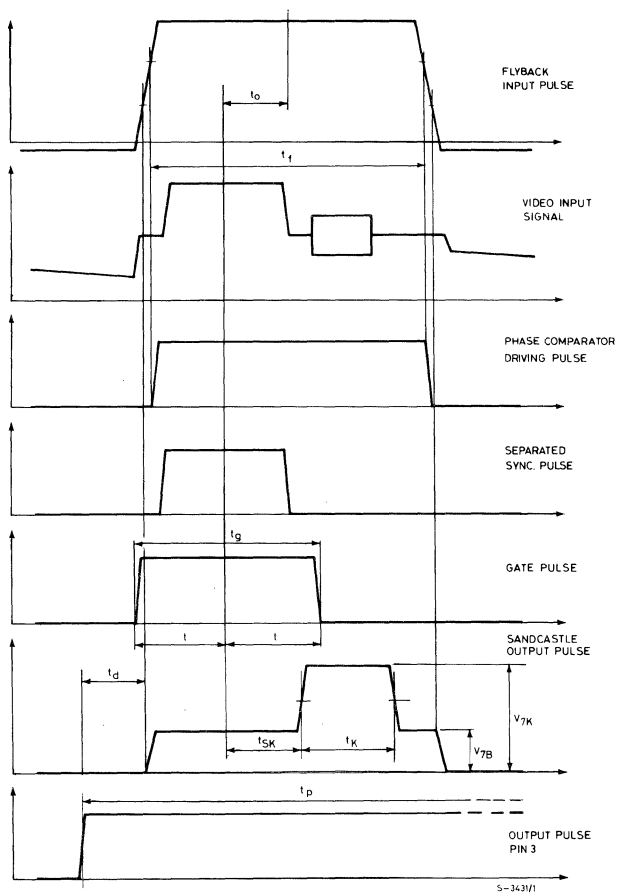 FLYBACK
INPUT PULSE
to
tf
VIDEO INPUT
SIGNAL
PHASE COMPARATOR
DRIVING PULSE
SEPARATED
SYNC. PULSE
tg
GATE PULSE
t
t
SANDCASTLE
OUTPUT PULSE
td
V7K
tSK
tK
V7B
tp
OUTPUT PULSE
PIN 3
S-3431/1